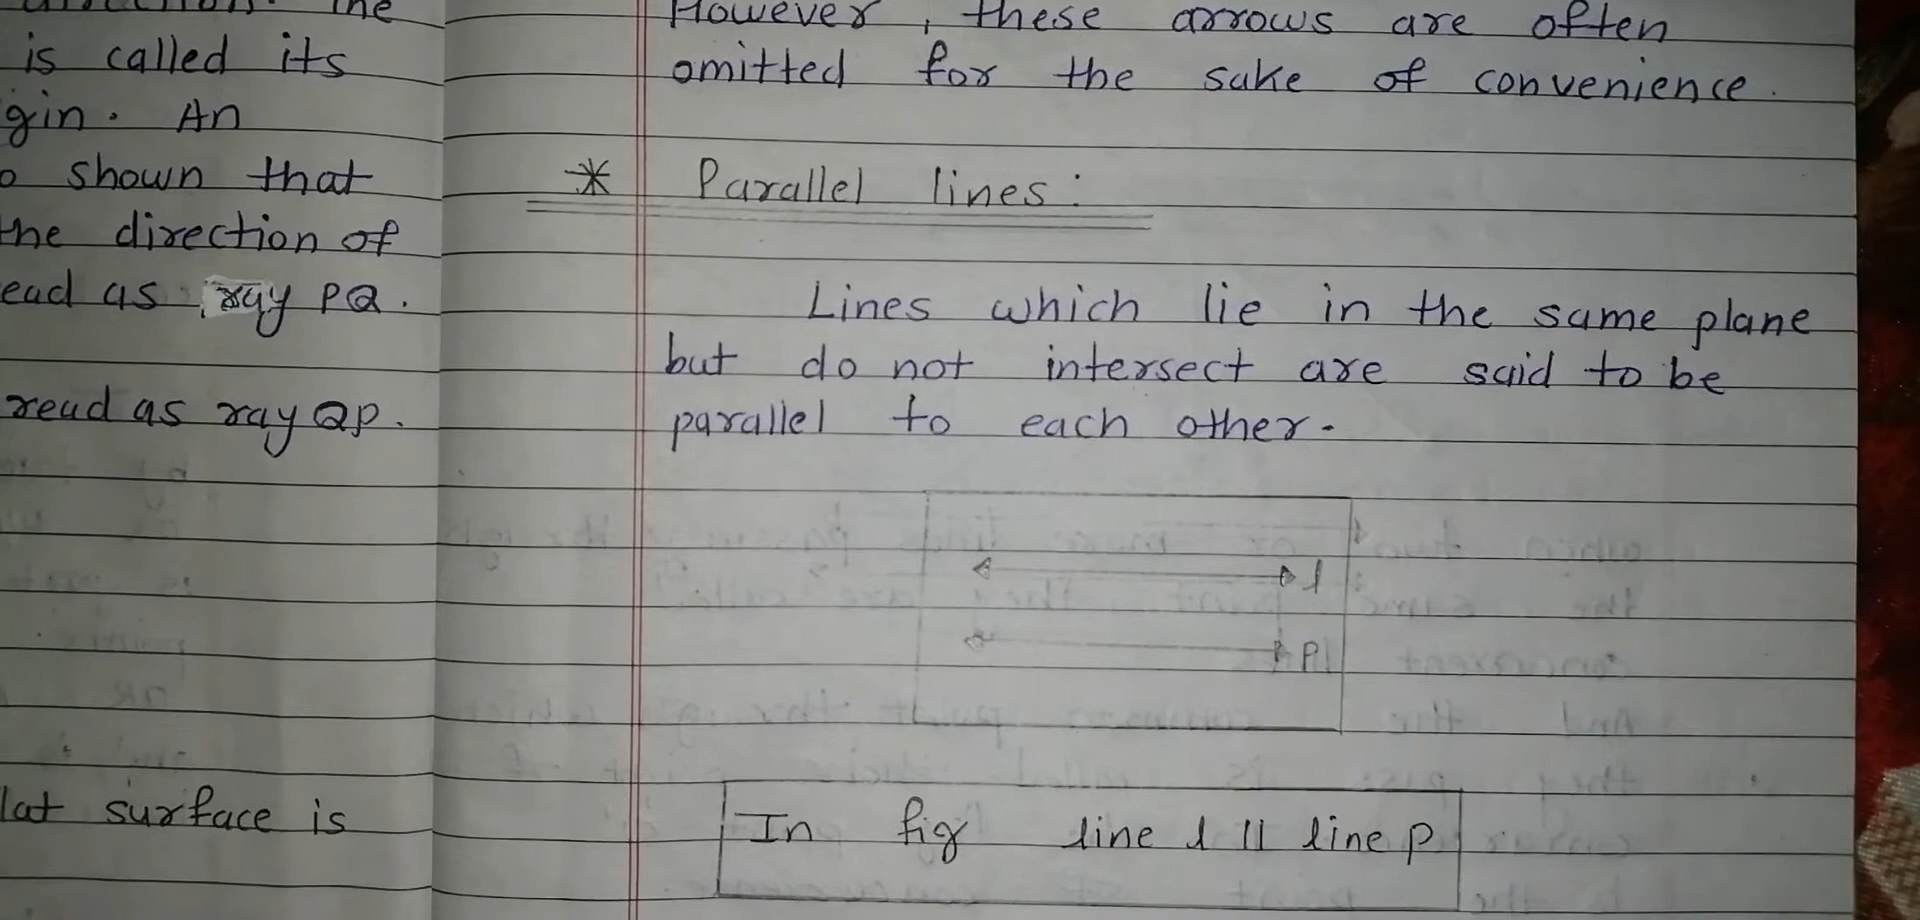 the
is called its
gin. An
shown that
the direction of
ead as ray PQ.
read as ray QP.
lat surface is
However, these arrows are often
omitted for the sake of convenience.
* Parallel lines:
Lines which lie in the same plane
but do not intersect are said to be
parallel to each other.
l
P
In fig line l || line p